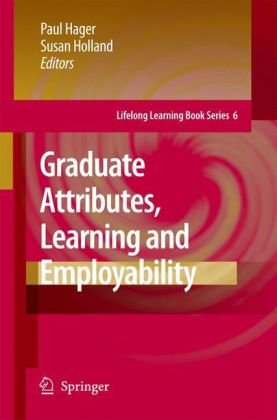 Paul Hager
Susan Holland
Editors
Lifelong Learning Book Series 6
Graduate
Attributes,
Learning and
Employability
Springer